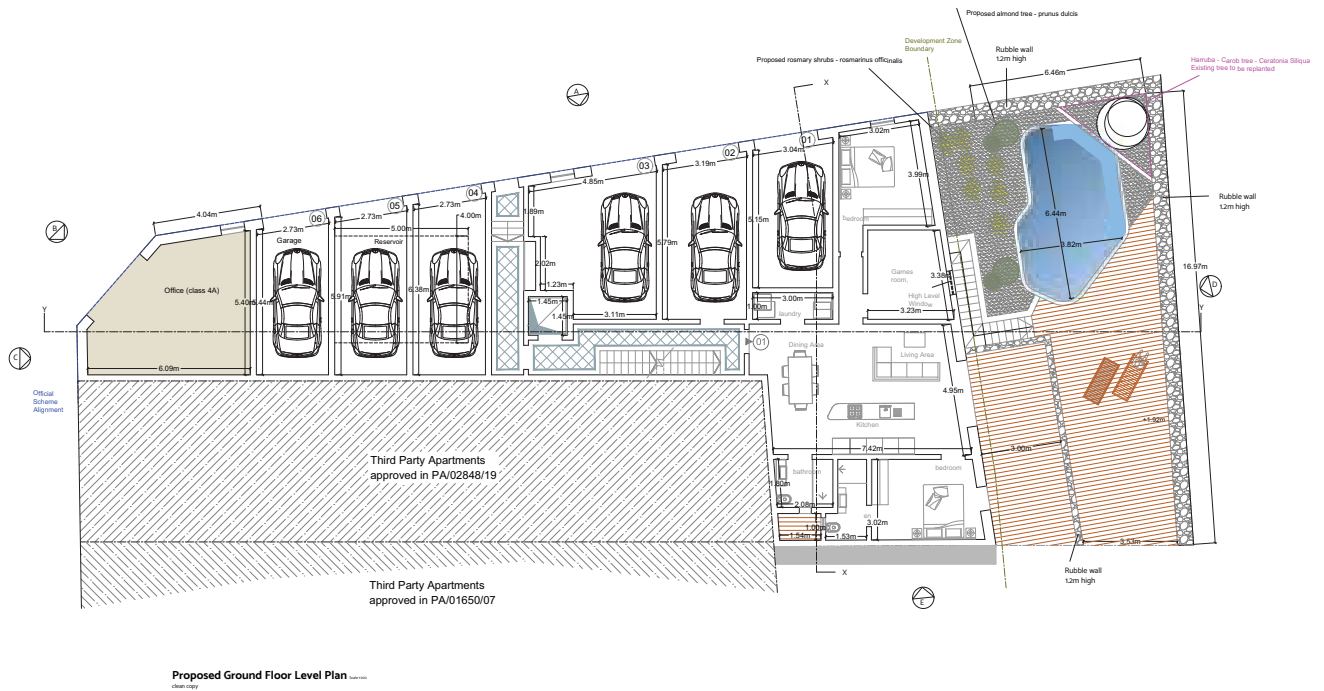 Proposed almond tree - prunus dulcis
Development Zone
Boundary
Rubble wall
1.2m high
Proposed rosmary shrubs - rosmarinus officinalis
Harruba - Carob tree - Ceratonia Siliqua
Existing tree to be replanted
6.46m
X
A
01
3.02m
02
3.04m
03
3.19m
04
4.85m
3.99m
05
2.73m
1.89m
Rubble wall
1.2m high
06
2.73m
4.00m
4.04m
5.00m
bedroom
6.44m
5.15m
2.73m
B
Garage
Reservoir
5.79m
3.82m
2.02m
16.97m
Games
room,
3.38m
Office (class 4A)
1.23m
D
5.40m
5.44m
5.91m
6.38m
High Level
Window
1.45m
3.00m
1.00m
Y
Y
3.11m
1.45m
laundry
3.23m
01
Dining Area
Living Area
C
6.09m
4.95m
Official
Scheme
Alignment
Kitchen
+1.92m
7.42m
3.00m
Third Party Apartments
approved in PA/02848/19
bathroom
bedroom
1.80m
2.08m
en
3.02m
1.00m
1.54m
1.53m
3.53m
X
Rubble wall
1.2m high
Third Party Apartments
approved in PA/01650/07
E
Proposed Ground Floor Level Plan
clean copy